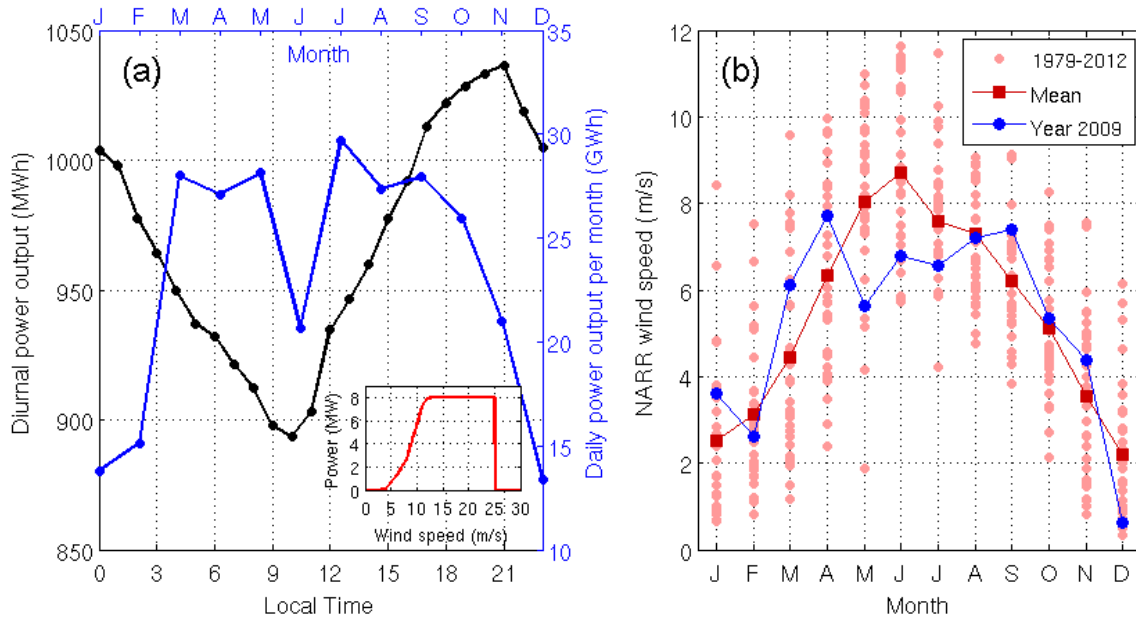 J F M A M J J A S O N D
Month
(a)
1050
1000
950
900
850
Diurnal power output (MWh)
35
30
25
20
15
10
Daily power output per month (GWh)
8
6
4
2
0
Power (MW)
0 5 10 15 20 25 30
Wind speed (m/s)
0 3 6 9 12 15 18 21
Local Time
(b)
1979-2012
Mean
Year 2009
12
10
8
6
4
2
0
NARR wind speed (m/s)
J F M A M J J A S O N D
Month